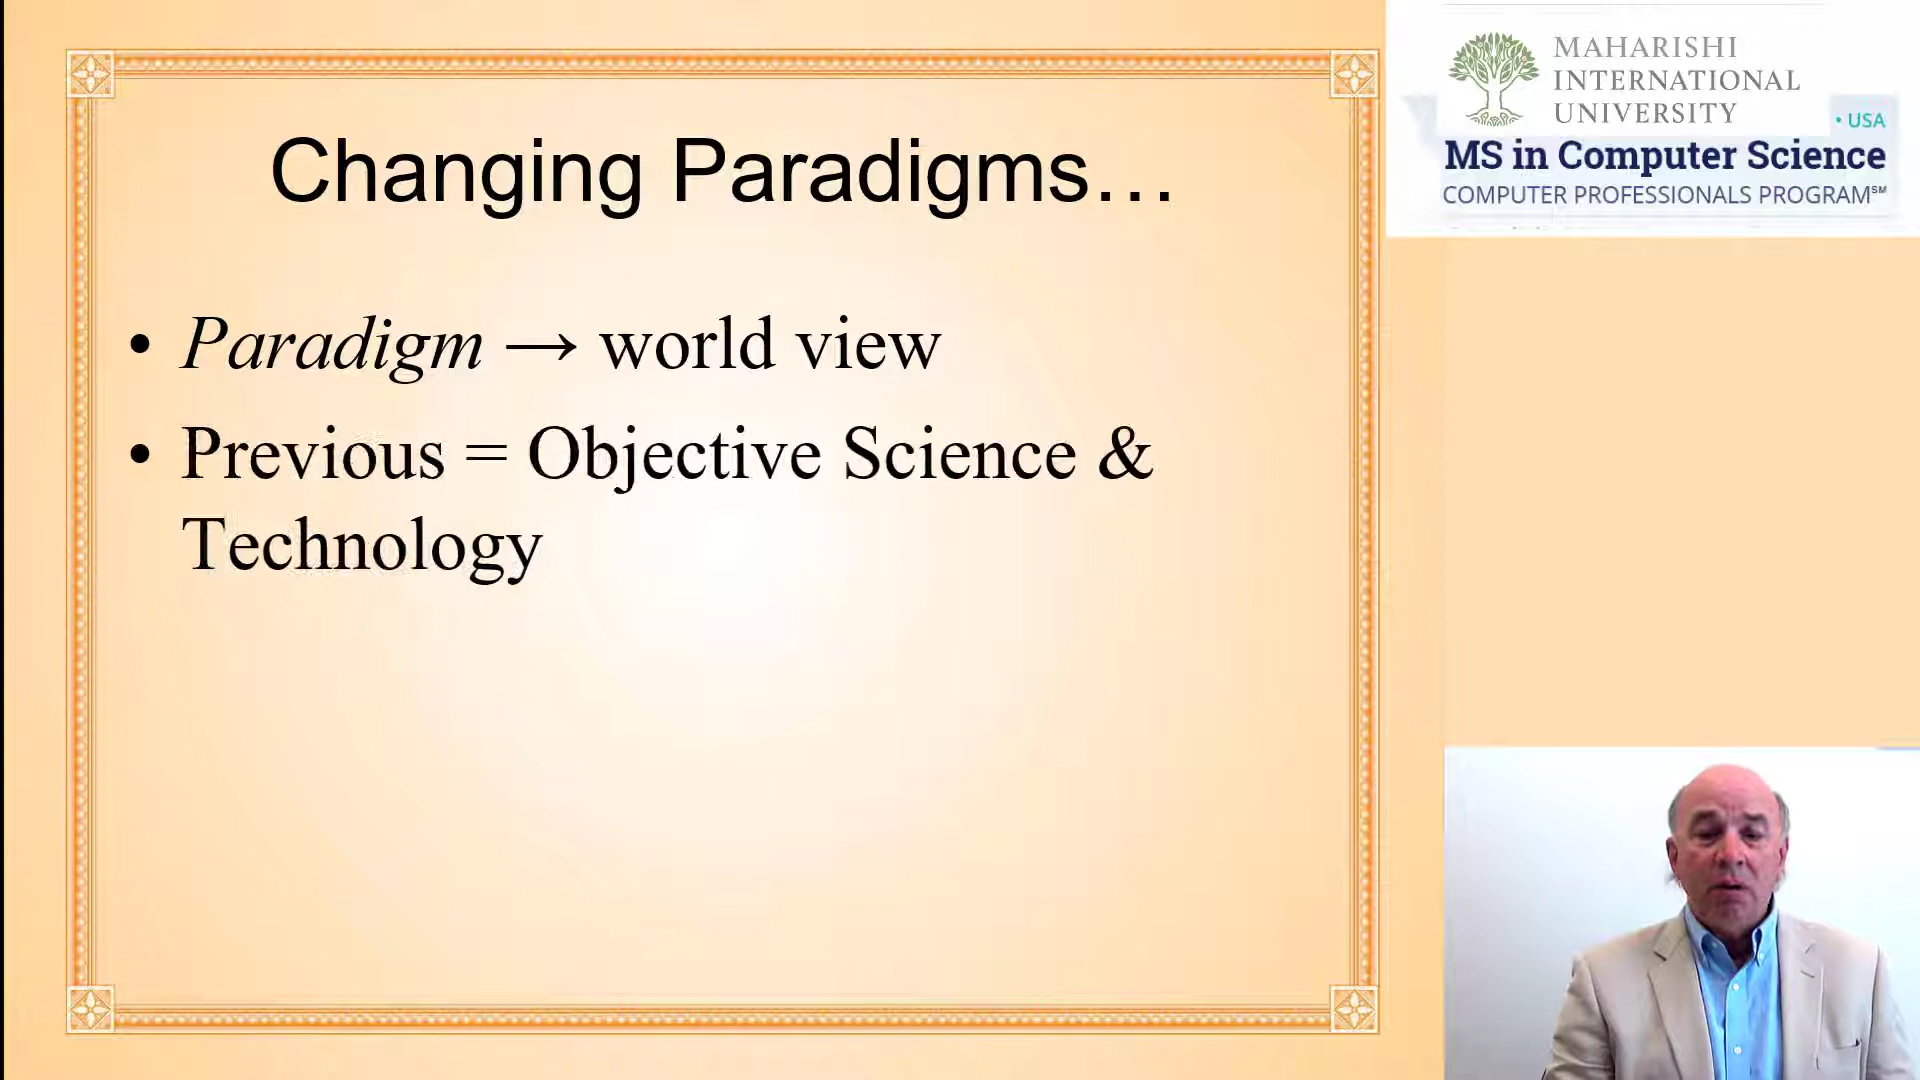 Changing Paradigms…
• Paradigm → world view
• Previous = Objective Science &
Technology
MAHARISHI
INTERNATIONAL
UNIVERSITY
• USA
MS in Computer Science
COMPUTER PROFESSIONALS PROGRAM℠